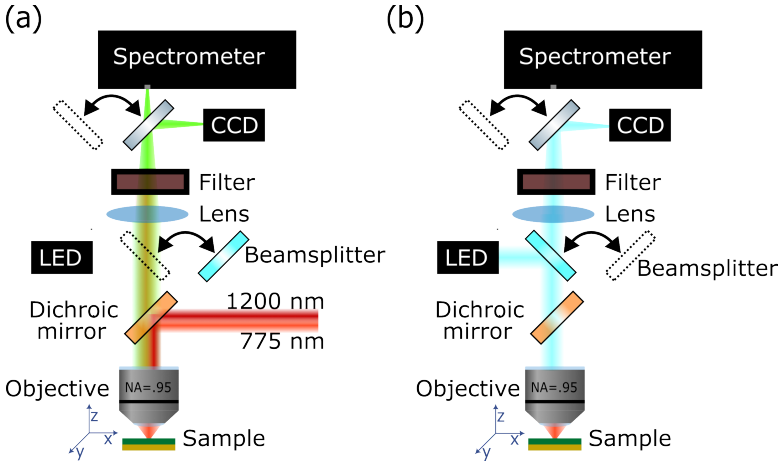 (a)
Spectrometer
CCD
Filter
Lens
LED
Beamsplitter
Dichroic
mirror
1200 nm
775 nm
Objective
NA=.95
z
x
y
Sample
(b)
Spectrometer
CCD
Filter
Lens
LED
Beamsplitter
Dichroic
mirror
Objective
NA=.95
z
x
y
Sample